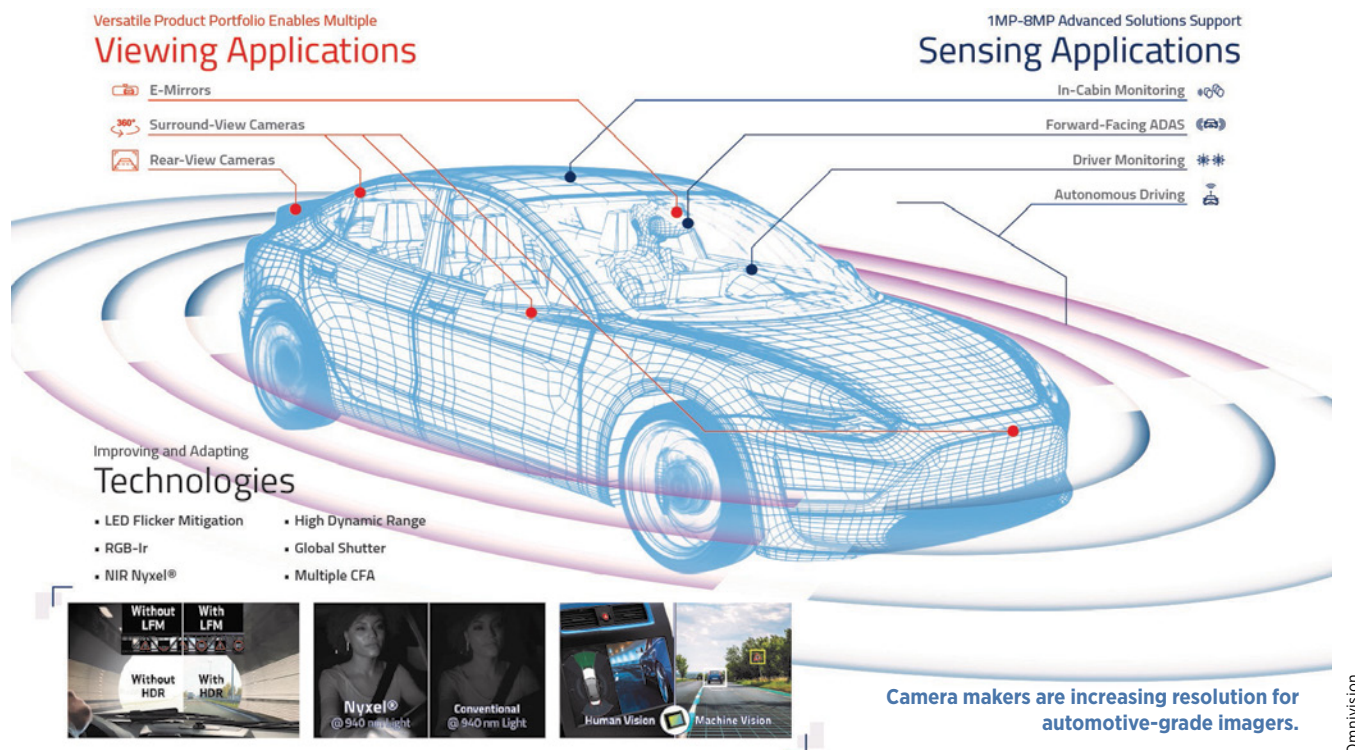 Versatile Product Portfolio Enables Multiple
Viewing Applications
E-Mirrors
360°
Surround-View Cameras
Rear-View Cameras
1MP-8MP Advanced Solutions Support
Sensing Applications
In-Cabin Monitoring
Forward-Facing ADAS
Driver Monitoring
Autonomous Driving
Improving and Adapting
Technologies
▪ LED Flicker Mitigation
▪ RGB-Ir
▪ NIR Nyxel®
▪ High Dynamic Range
▪ Global Shutter
▪ Multiple CFA
Without
LFM
With
LFM
Without
HDR
With
HDR
Nyxel®
@ 940 nm Light
Conventional
@ 940 nm Light
Human Vision
Machine Vision
Camera makers are increasing resolution for
automotive-grade imagers.
Omnivision